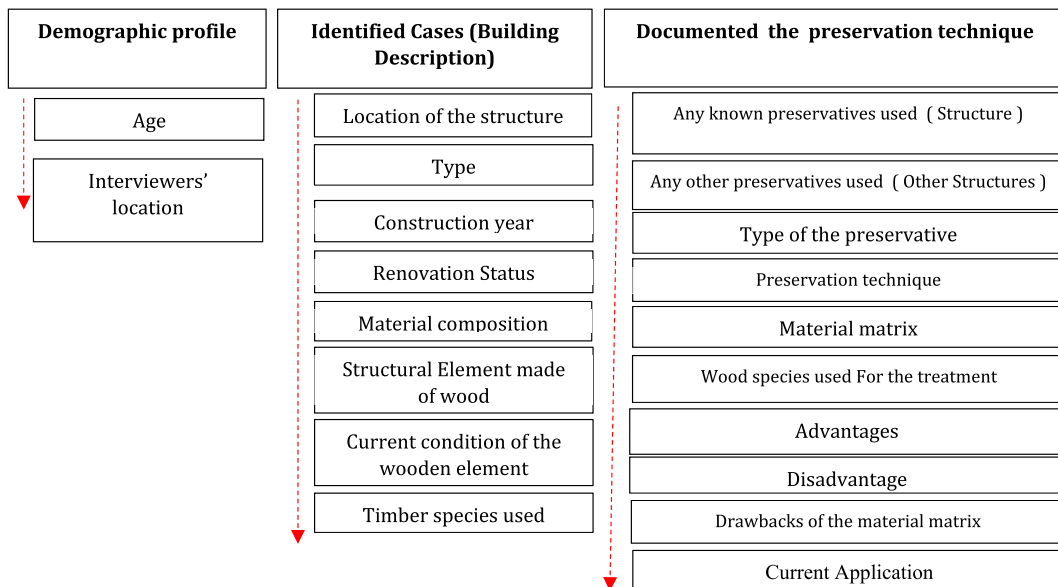 Demographic profile
Age
Interviewers’
location
Identified Cases (Building
Description)
Location of the structure
Type
Construction year
Renovation Status
Material composition
Structural Element made
of wood
Current condition of the
wooden element
Timber species used
Documented the preservation technique
Any known preservatives used ( Structure )
Any other preservatives used ( Other Structures )
Type of the preservative
Preservation technique
Material matrix
Wood species used For the treatment
Advantages
Disadvantage
Drawbacks of the material matrix
Current Application